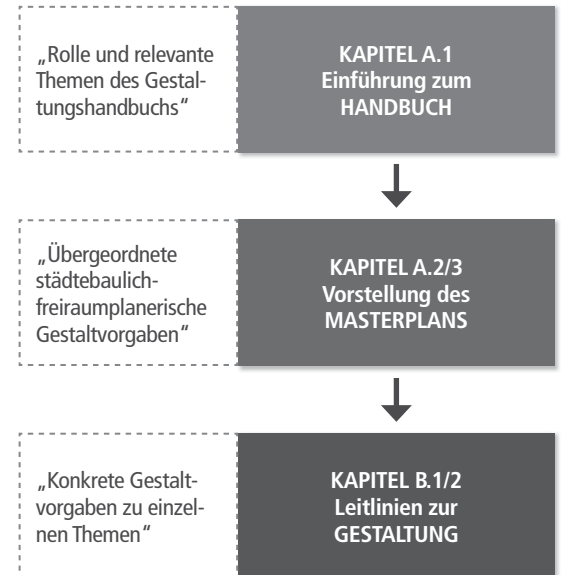 „Rolle und relevante
Themen des Gestal-
tungshandbuchs“
KAPITEL A.1
Einführung zum
HANDBUCH
„Übergeordnete
städtebaulich-
freiraumplanerische
Gestaltvorgaben“
KAPITEL A.2/3
Vorstellung des
MASTERPLANS
„Konkrete Gestalt-
vorgaben zu einzel-
nen Themen“
KAPITEL B.1/2
Leitlinien zur
GESTALTUNG